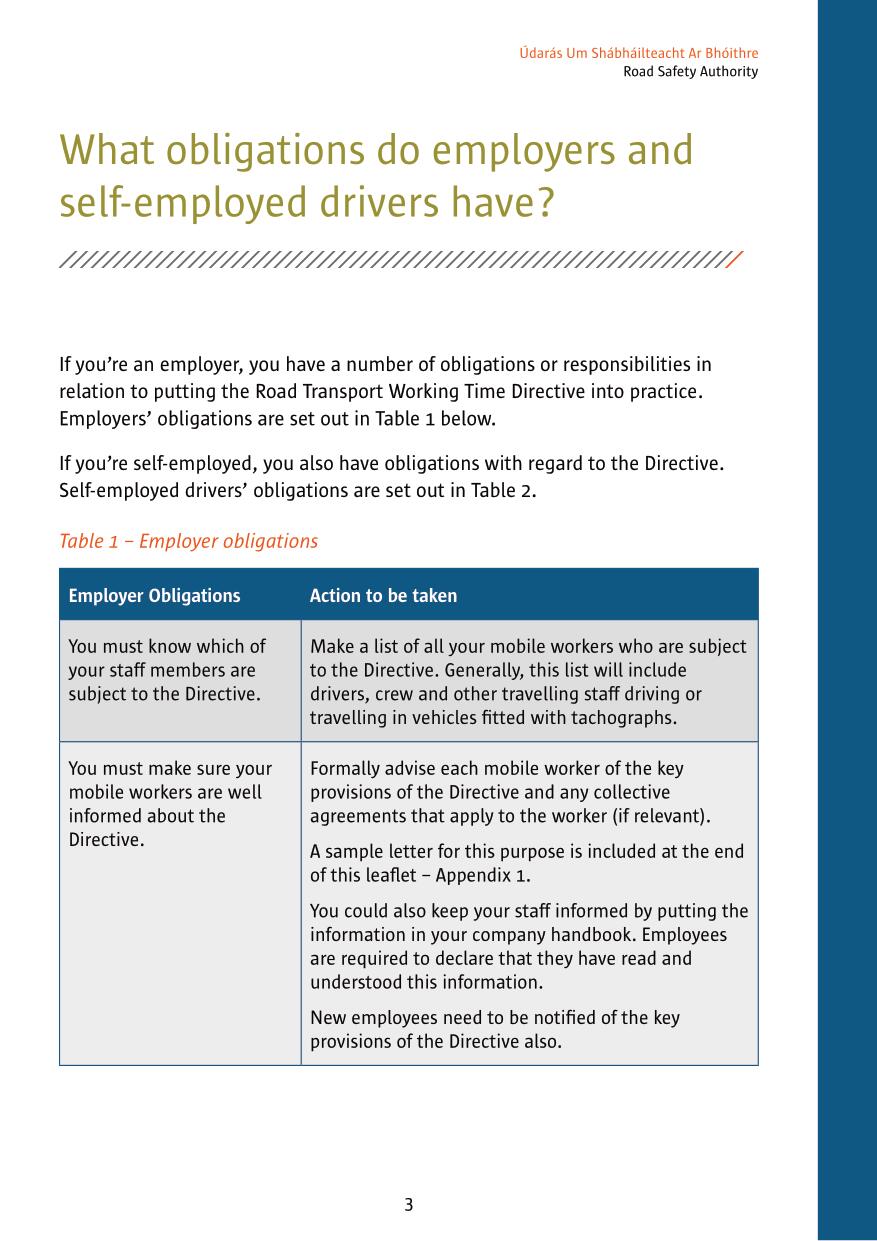 Údarás Um Shábháilteacht Ar Bhóithre
Road Safety Authority
What obligations do employers and
self-employed drivers have?
If you’re an employer, you have a number of obligations or responsibilities in
relation to putting the Road Transport Working Time Directive into practice.
Employers’ obligations are set out in Table 1 below.
If you’re self-employed, you also have obligations with regard to the Directive.
Self-employed drivers’ obligations are set out in Table 2.
Table 1 – Employer obligations
Employer Obligations
Action to be taken
You must know which of
your staff members are
subject to the Directive.
Make a list of all your mobile workers who are subject
to the Directive. Generally, this list will include
drivers, crew and other travelling staff driving or
travelling in vehicles fitted with tachographs.
You must make sure your
mobile workers are well
informed about the
Directive.
Formally advise each mobile worker of the key
provisions of the Directive and any collective
agreements that apply to the worker (if relevant).
A sample letter for this purpose is included at the end
of this leaflet – Appendix 1.
You could also keep your staff informed by putting the
information in your company handbook. Employees
are required to declare that they have read and
understood this information.
New employees need to be notified of the key
provisions of the Directive also.
3